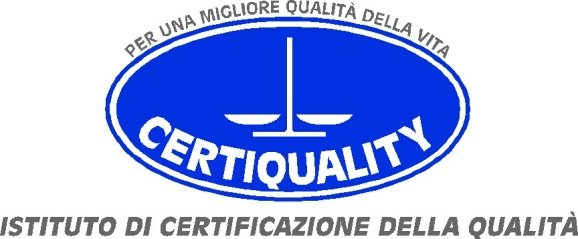 PER UNA MIGLIORE QUALITÀ DELLA VITA
CERTIQUALITY
ISTITUTO DI CERTIFICAZIONE DELLA QUALITÀ